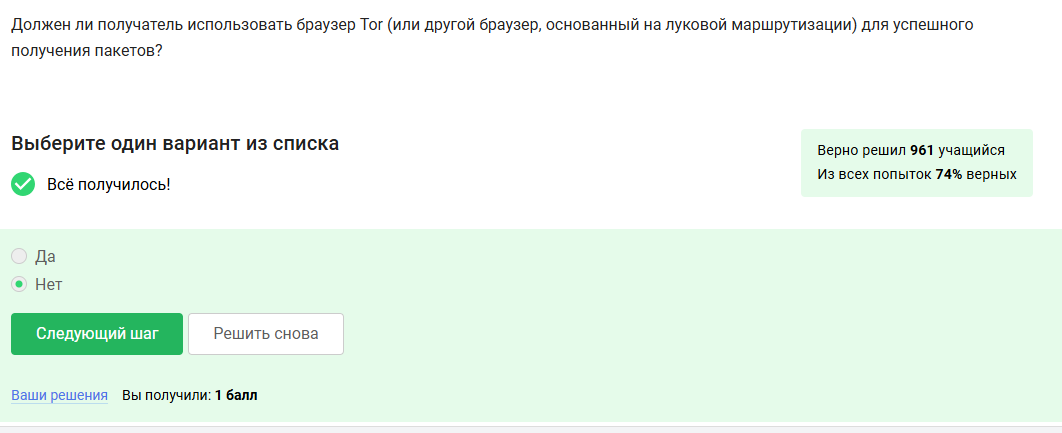 Должен ли получатель использовать браузер Tor (или другой браузер, основанный на луковой маршрутизации) для успешного
получения пакетов?
Выберите один вариант из списка
Всё получилось!
Верно решил 961 учащийся
Из всех попыток 74% верных
Да
Нет
Следующий шаг
Решить снова
Ваши решения Вы получили: 1 балл